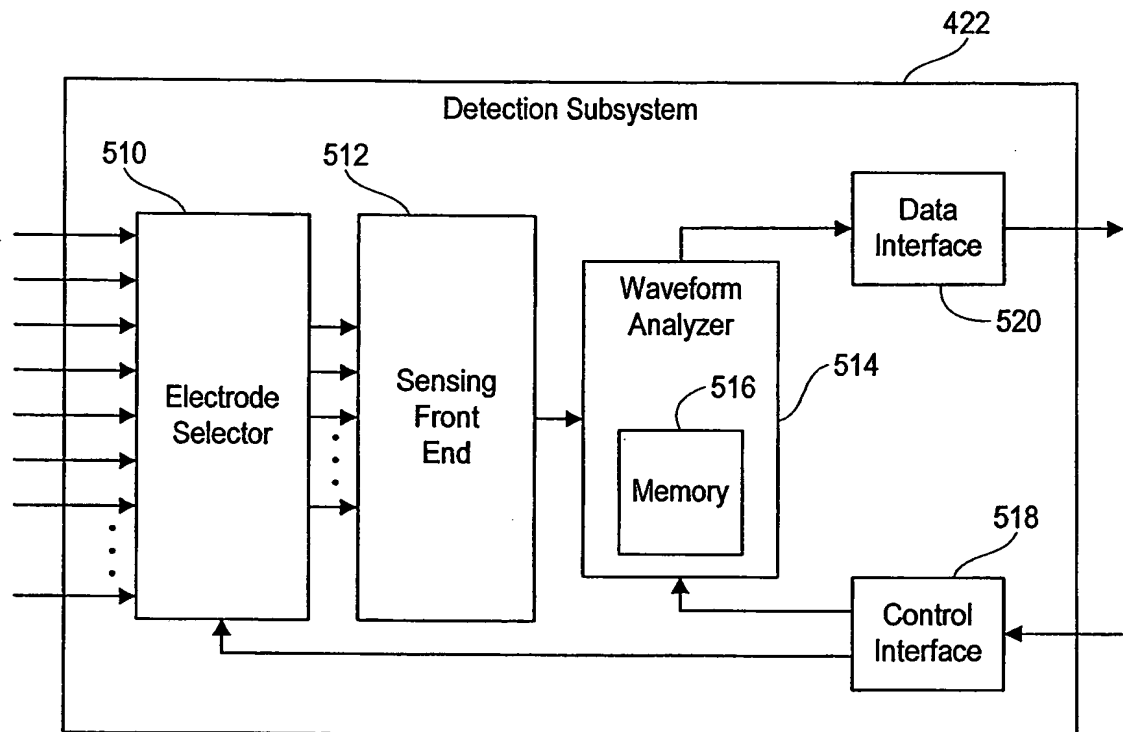 422
Detection Subsystem
510
512
Data
Interface
520
Waveform
Analyzer
514
516
Electrode
Selector
Sensing
Front
End
Memory
518
Control
Interface